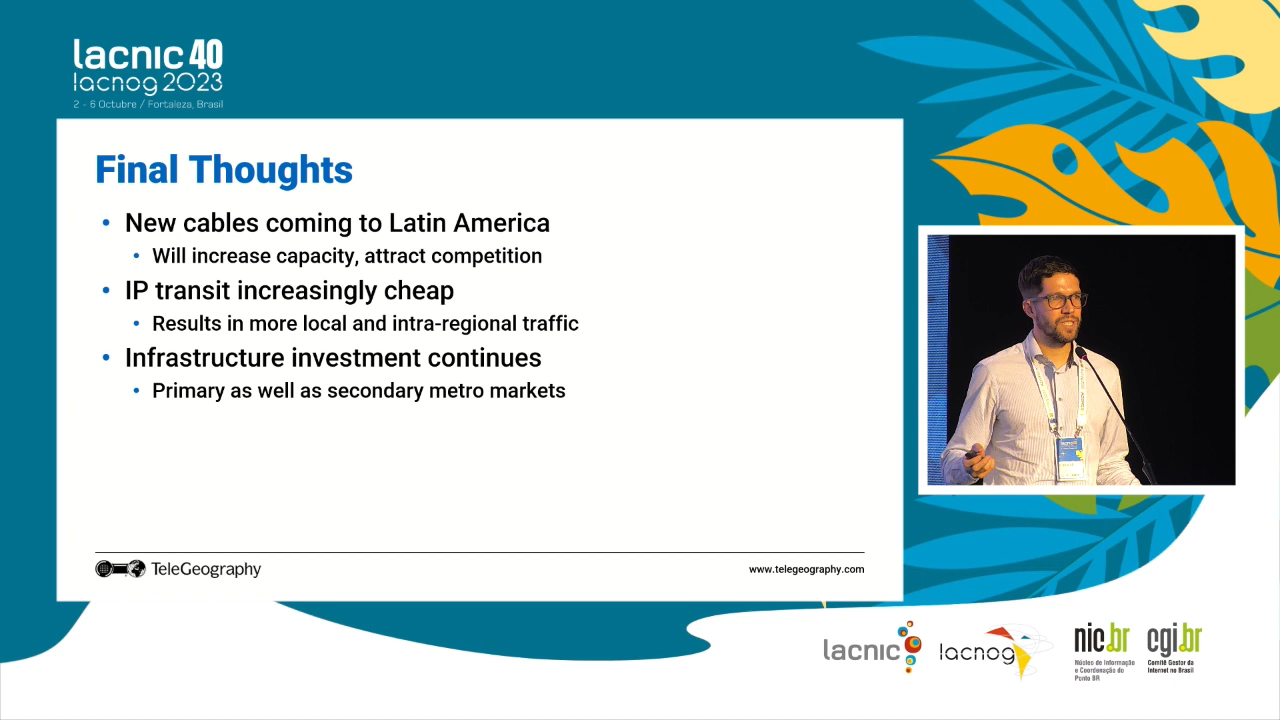 lacnic 40
lacnog 2023
2 - 6 Octubre / Fortaleza, Brasil
Final Thoughts
• New cables coming to Latin America
• Will increase capacity, attract competition
• IP transit increasingly cheap
• Results in more local and intra-regional traffic
• Infrastructure investment continues
• Primary as well as secondary metro markets
TeleGeography
www.telegeography.com
lacnic
lacnog
nic.br
Núcleo de Informação
e Coordenação do
Ponto BR
cgi.br
Comitê Gestor da
Internet no Brasil